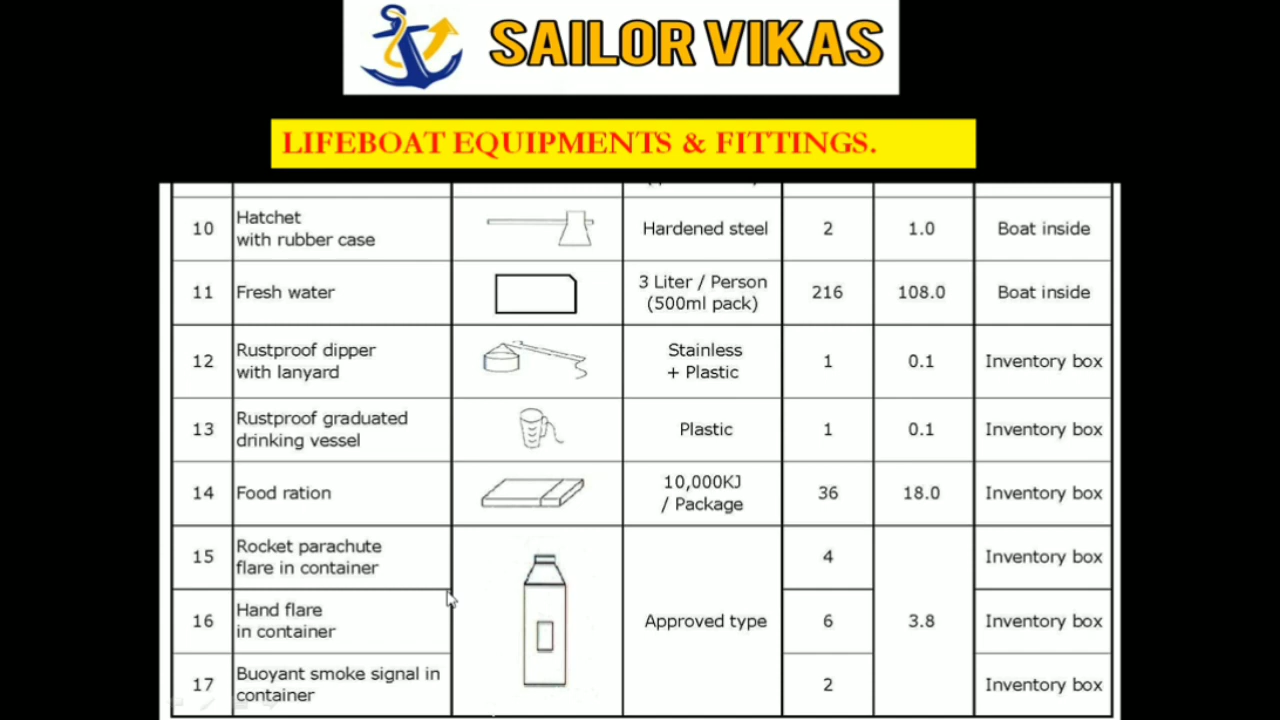 SAILOR VIKAS
LIFEBOAT EQUIPMENTS & FITTINGS.
10 Hatchet with rubber case Hardened steel 2 1.0 Boat inside
11 Fresh water 3 Liter / Person (500ml pack) 216 108.0 Boat inside
12 Rustproof dipper with lanyard Stainless + Plastic 1 0.1 Inventory box
13 Rustproof graduated drinking vessel Plastic 1 0.1 Inventory box
14 Food ration 10,000KJ / Package 36 18.0 Inventory box
15 Rocket parachute flare in container 4 Inventory box
16 Hand flare in container Approved type 6 3.8 Inventory box
17 Buoyant smoke signal in container 2 Inventory box